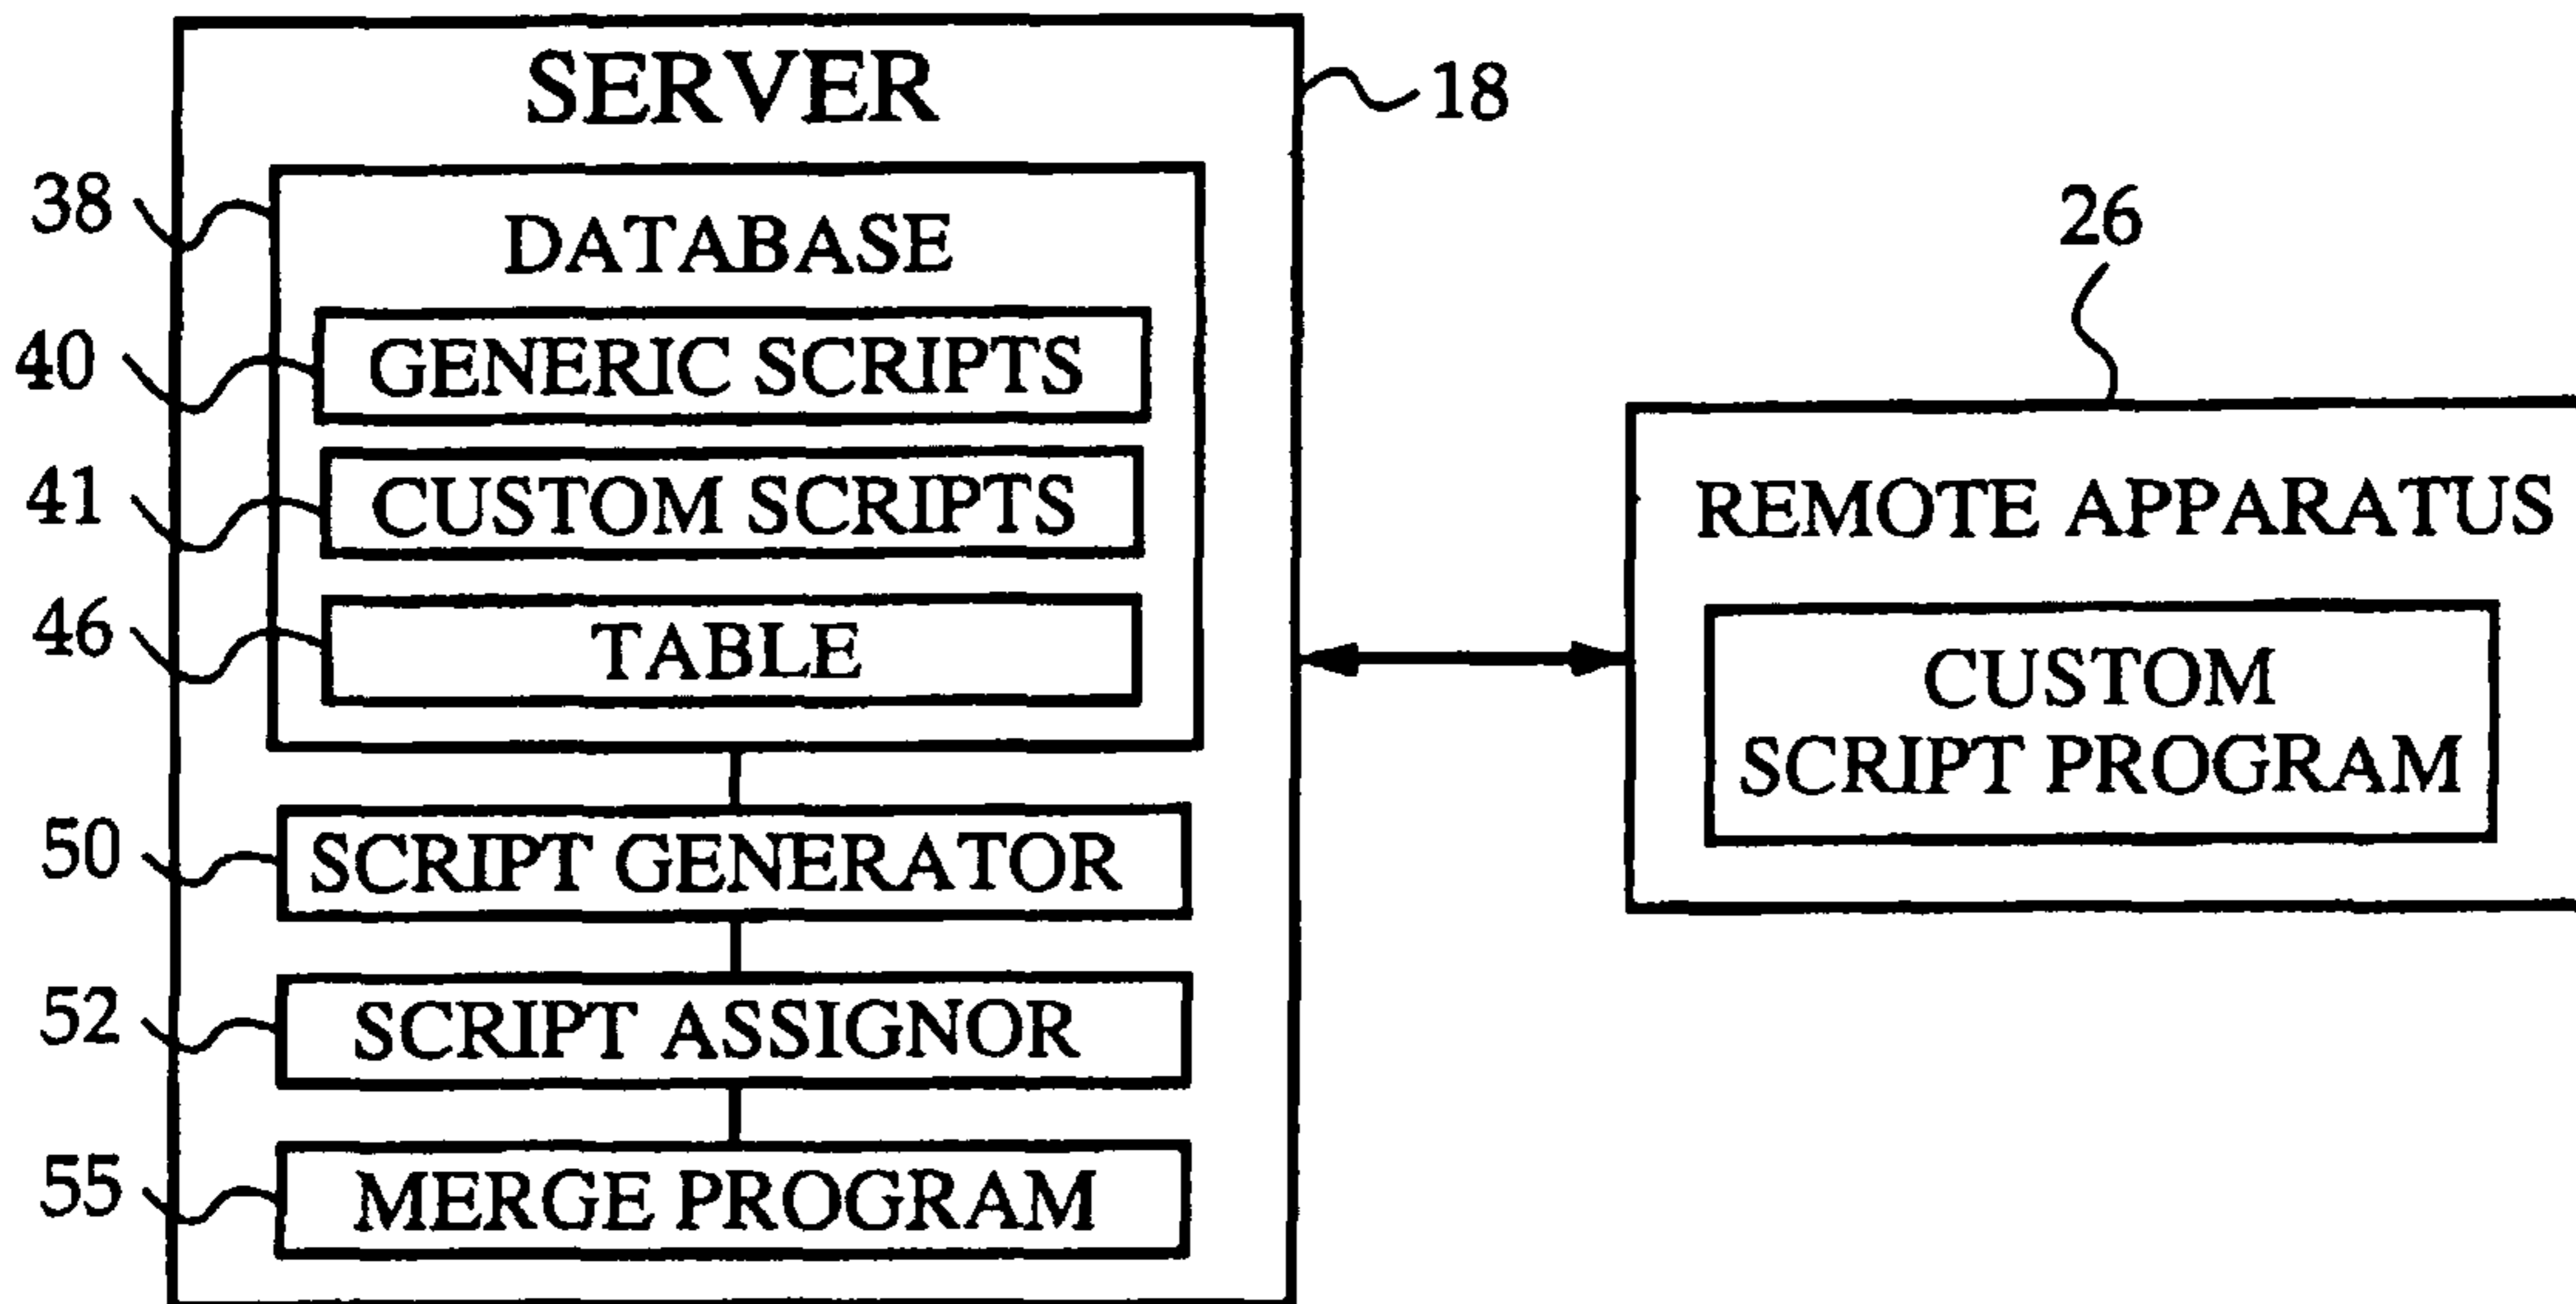 SERVER
18
38
DATABASE
40
GENERIC SCRIPTS
41
CUSTOM SCRIPTS
46
TABLE
50
SCRIPT GENERATOR
52
SCRIPT ASSIGNOR
55
MERGE PROGRAM
26
REMOTE APPARATUS
CUSTOM
SCRIPT PROGRAM